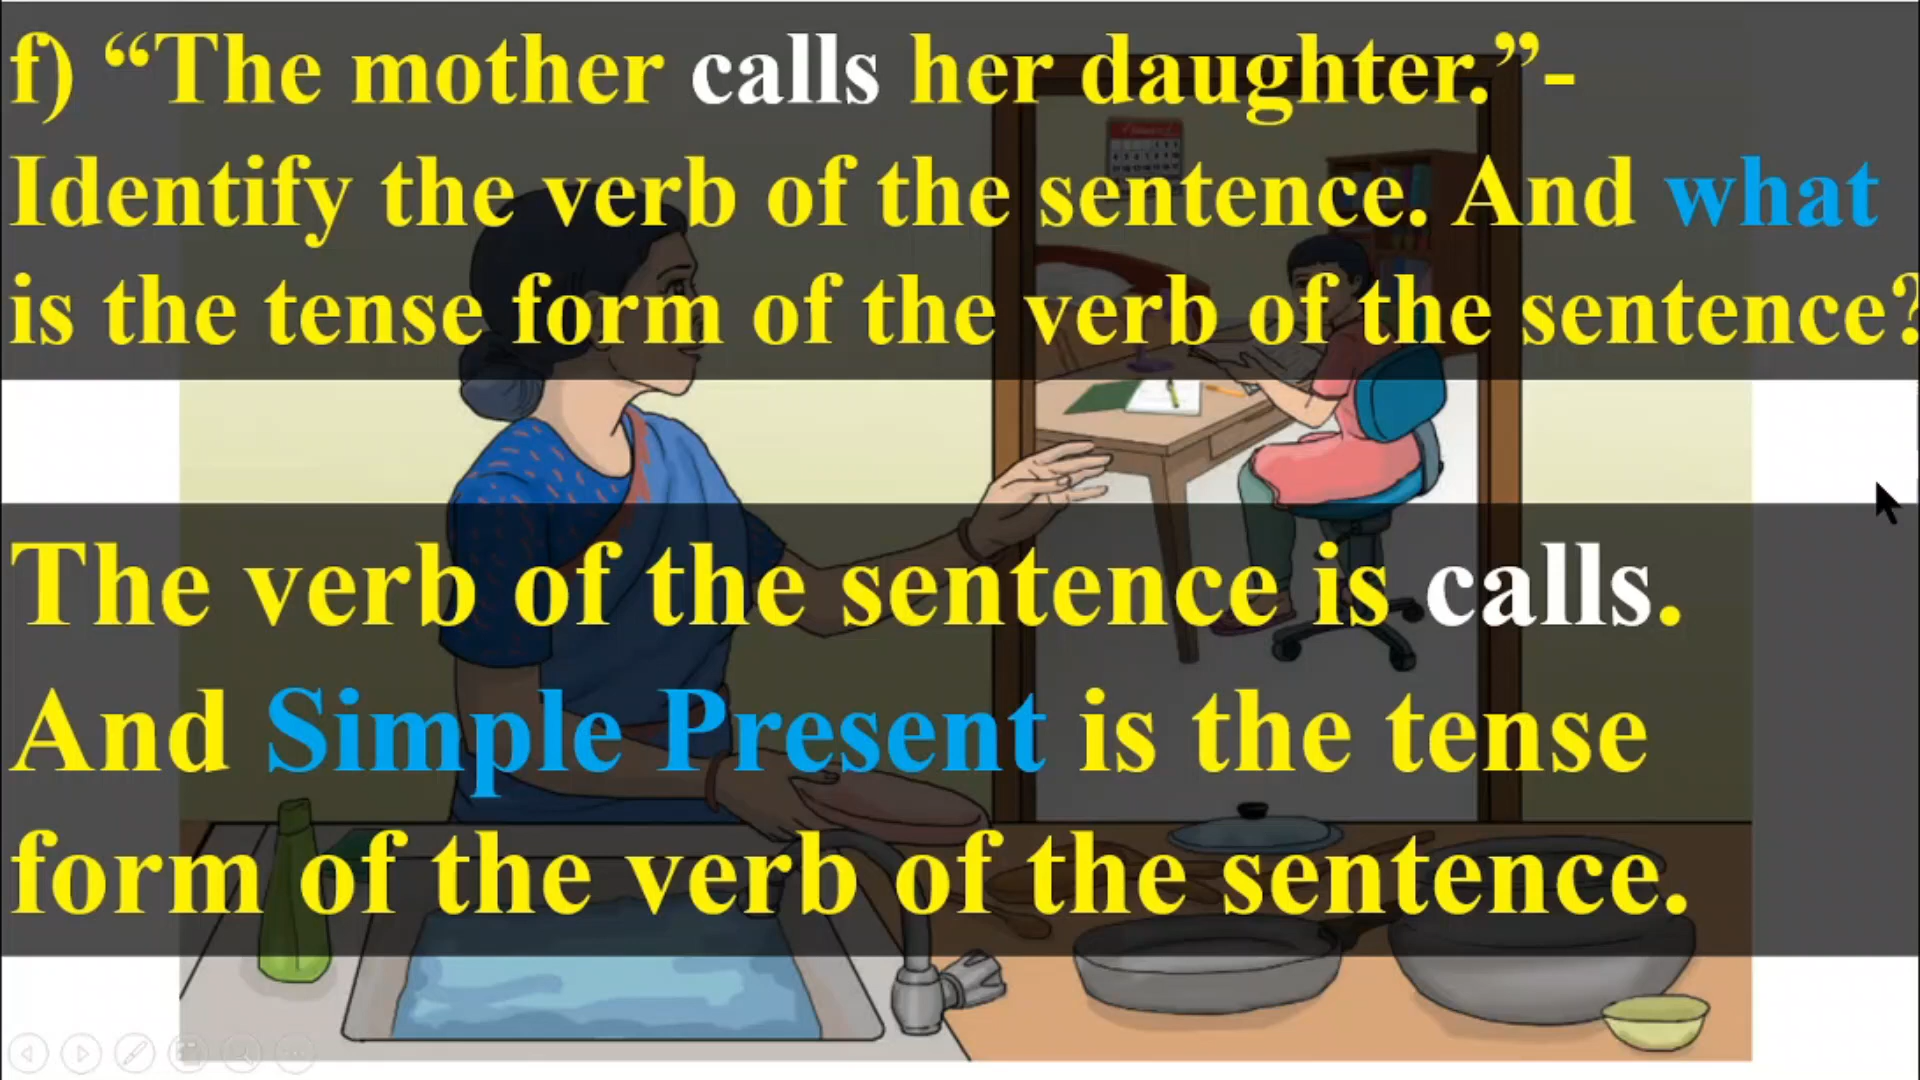 f) “The mother calls her daughter.”-
Identify the verb of the sentence. And what
is the tense form of the verb of the sentence?
The verb of the sentence is calls.
And Simple Present is the tense
form of the verb of the sentence.